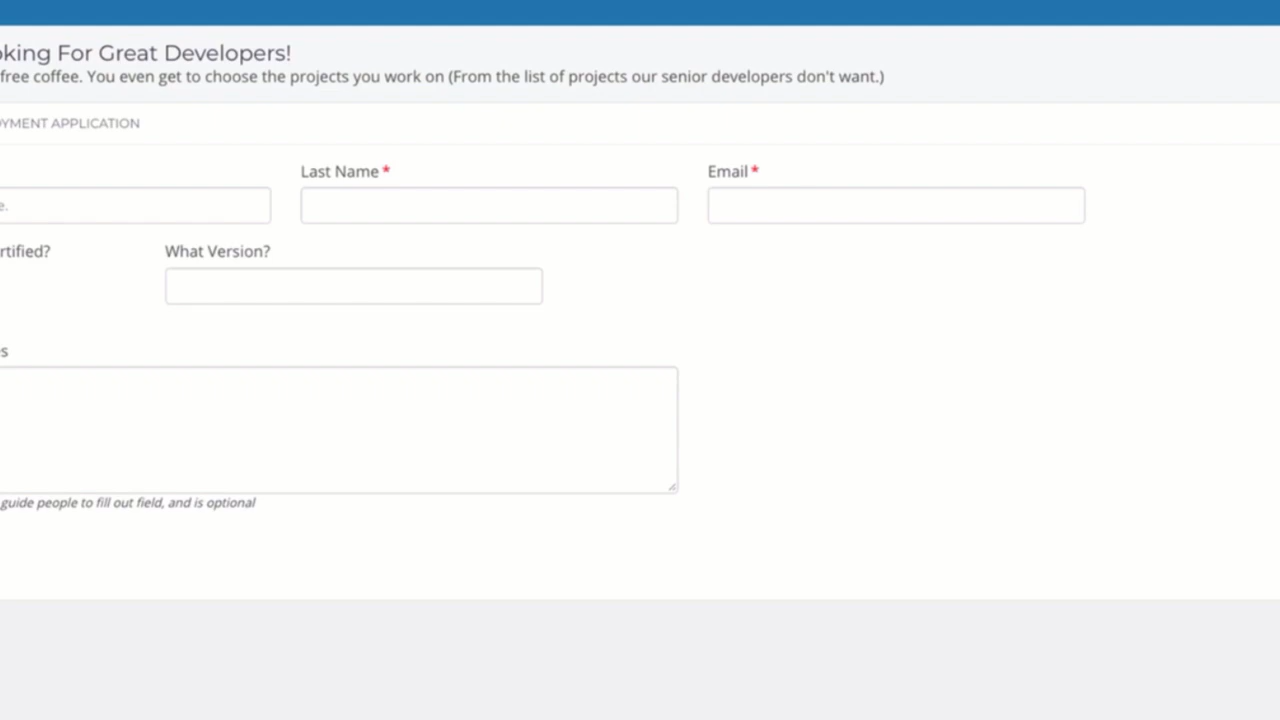 oking For Great Developers!
free coffee. You even get to choose the projects you work on (From the list of projects our senior developers don't want.)
YMENT APPLICATION
Last Name *
Email *
e.
rtified?
What Version?
s
guide people to fill out field, and is optional